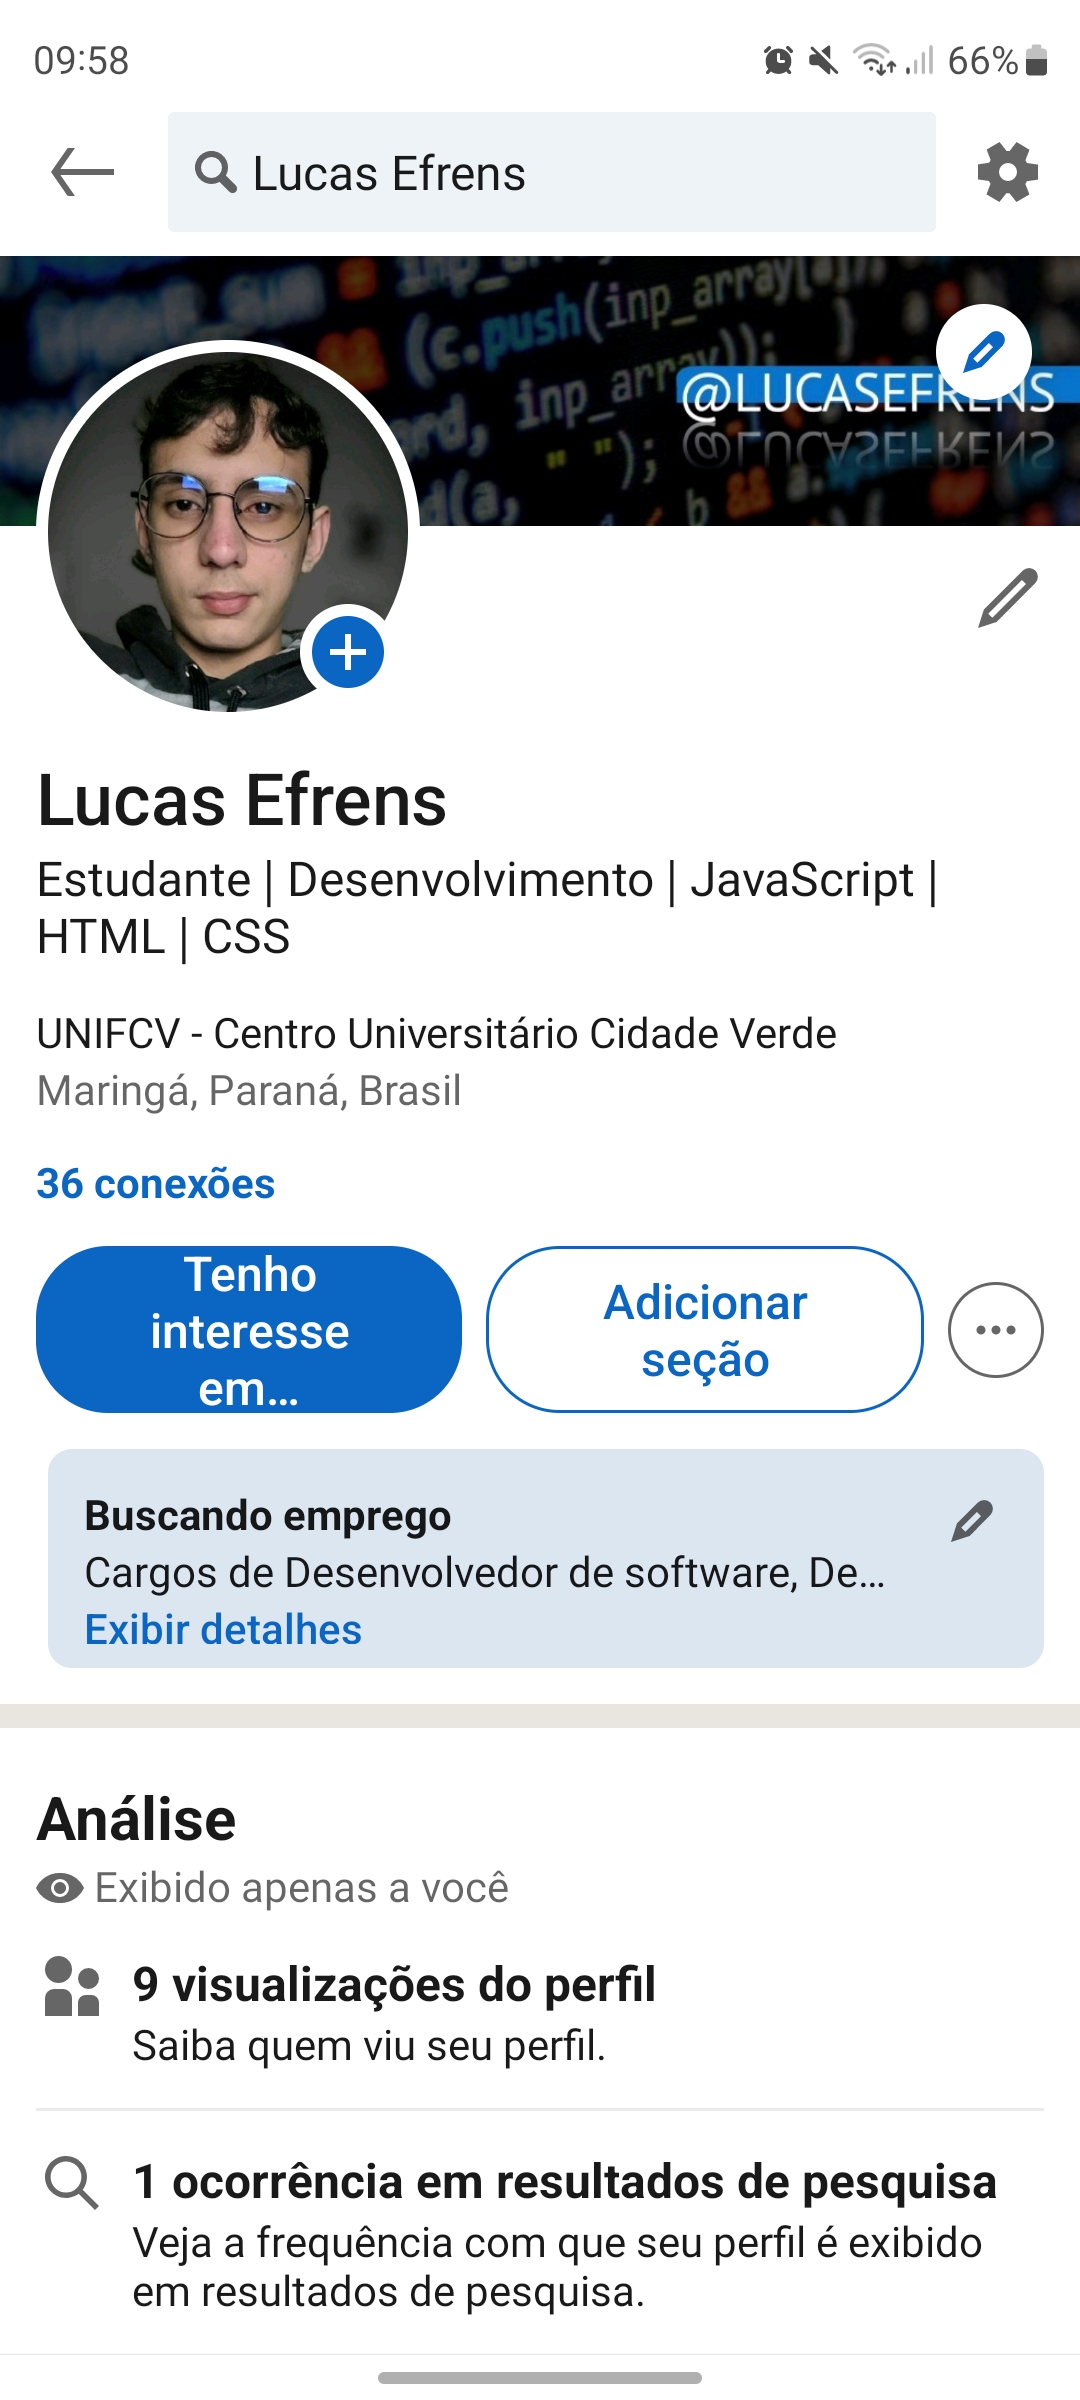 09:58
66%
Lucas Efrens
(c.push(inp_array[a]);
inp_array));
@LUCASEFRENS
Lucas Efrens
Estudante | Desenvolvimento | JavaScript |
HTML | CSS
UNIFCV - Centro Universitário Cidade Verde
Maringá, Paraná, Brasil
36 conexões
Tenho
interesse
em...
Adicionar
seção
Buscando emprego
Cargos de Desenvolvedor de software, De...
Exibir detalhes
Análise
Exibido apenas a você
9 visualizações do perfil
Saiba quem viu seu perfil.
1 ocorrência em resultados de pesquisa
Veja a frequência com que seu perfil é exibido
em resultados de pesquisa.